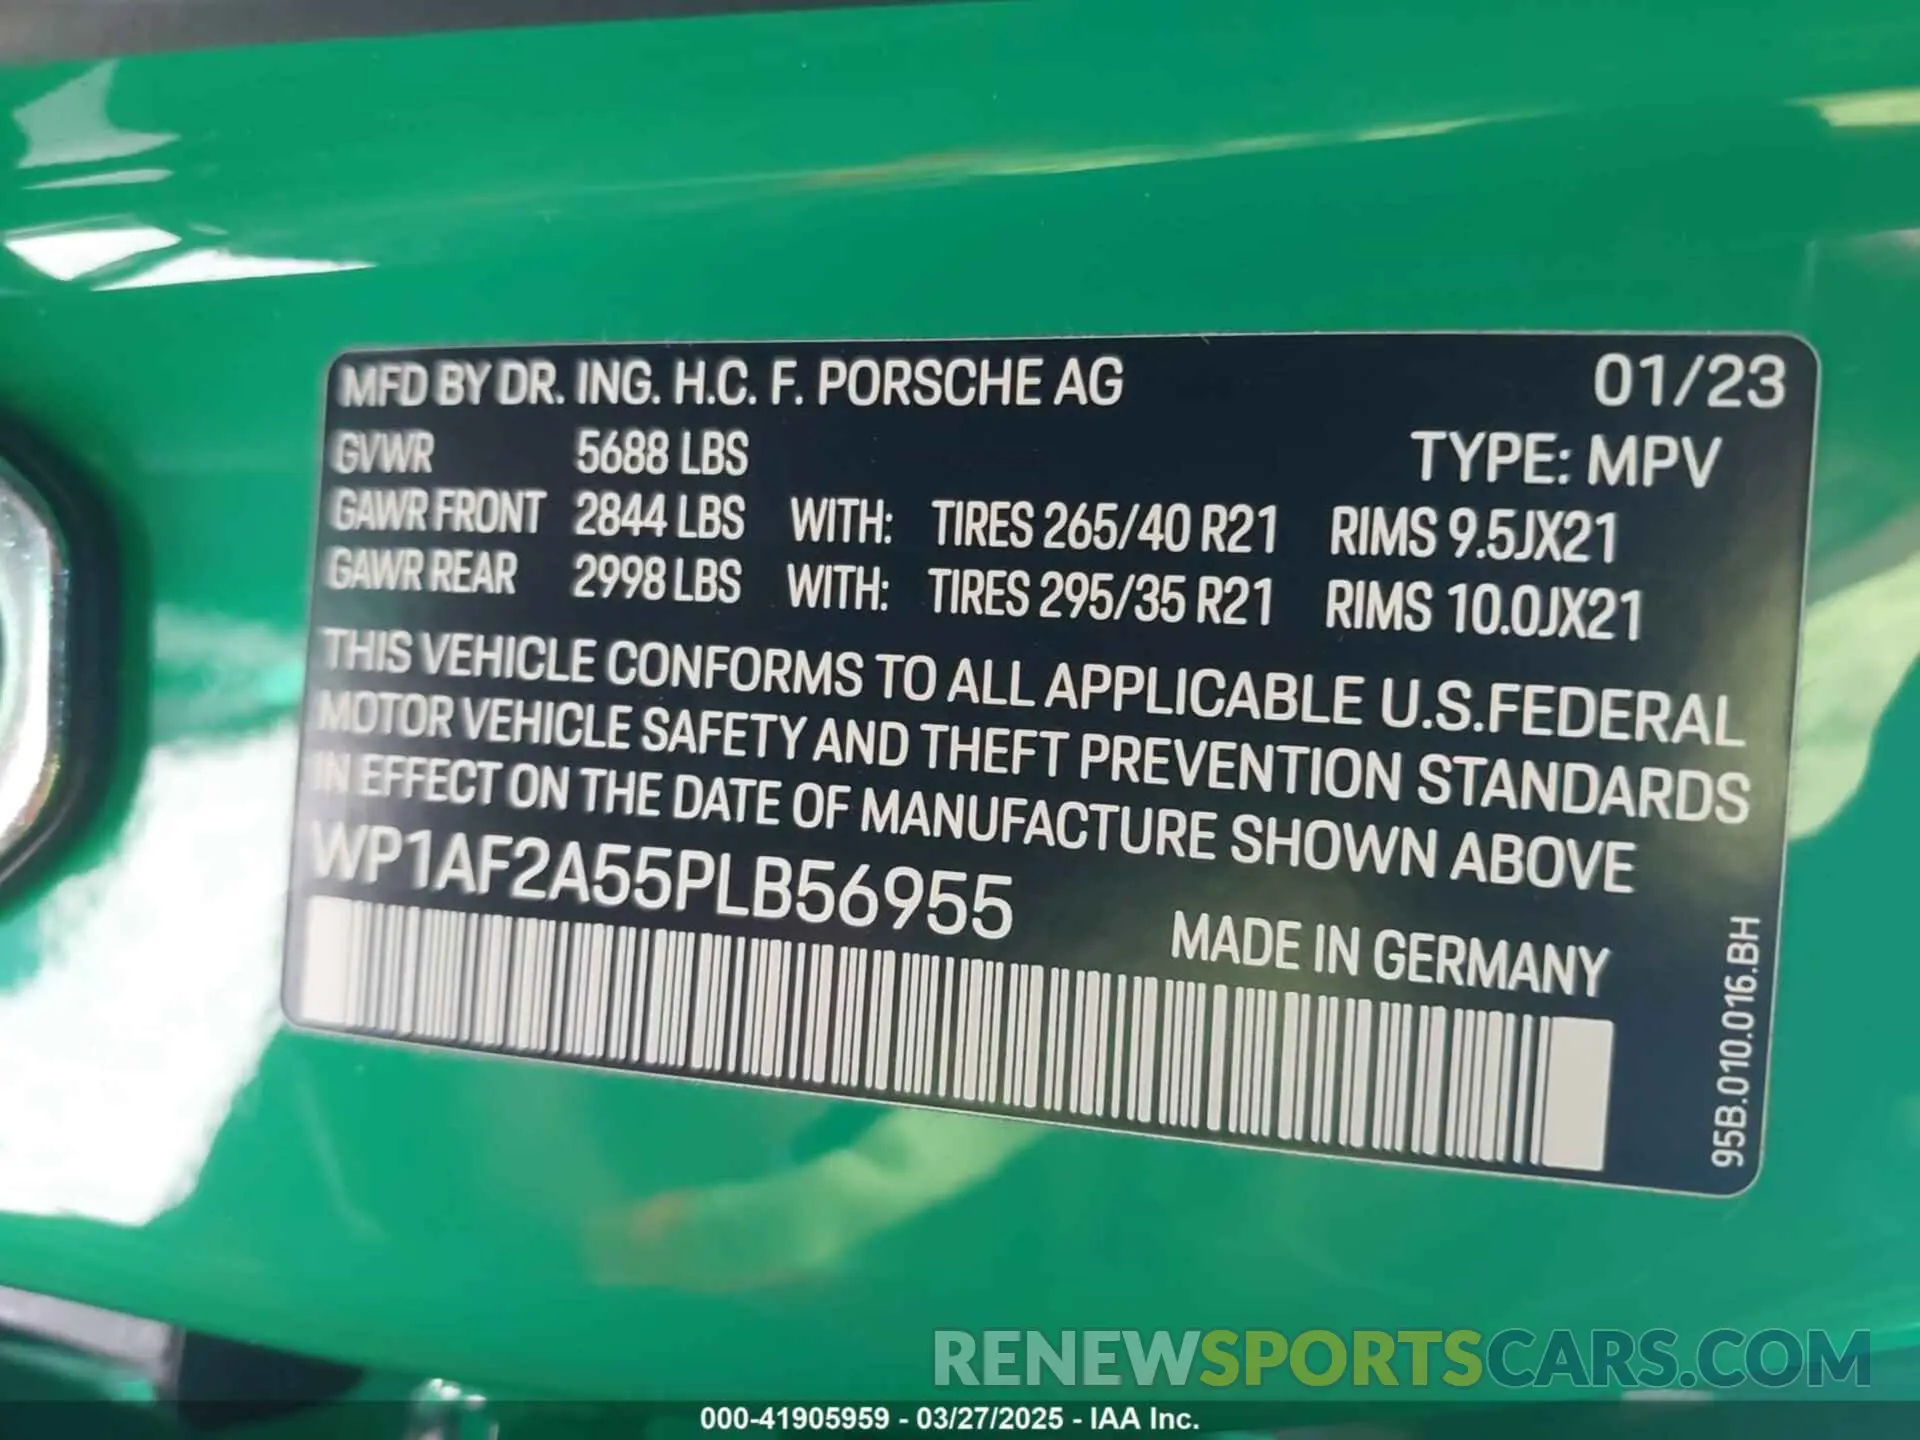 MFD BY DR. ING. H.C. F. PORSCHE AG 01/23
GVWR 5688 LBS TYPE: MPV
GAWR FRONT 2844 LBS WITH: TIRES 265/40 R21 RIMS 9.5JX21
GAWR REAR 2998 LBS WITH: TIRES 295/35 R21 RIMS 10.0JX21
THIS VEHICLE CONFORMS TO ALL APPLICABLE U.S.FEDERAL
MOTOR VEHICLE SAFETY AND THEFT PREVENTION STANDARDS
IN EFFECT ON THE DATE OF MANUFACTURE SHOWN ABOVE
WP1AF2A55PLB56955
MADE IN GERMANY
95B.010.016.BH
RENEWSPORTSCARS.COM
000-41905959 - 03/27/2025 - IAA Inc.